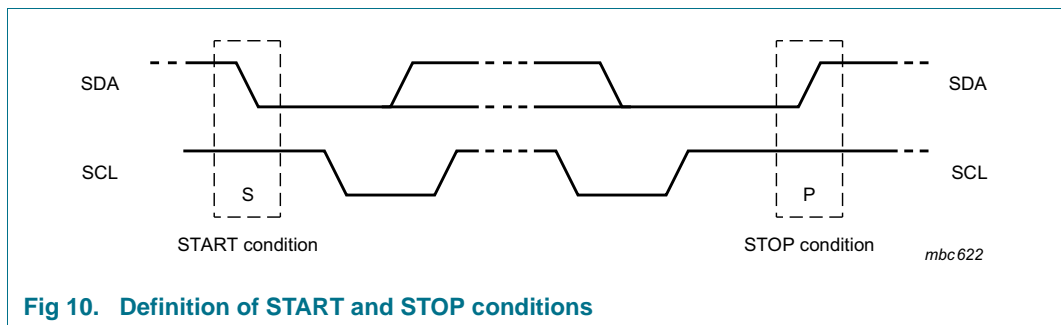 SDA
SDA
SCL
SCL
S
P
START condition
STOP condition
mbc622
Fig 10. Definition of START and STOP conditions